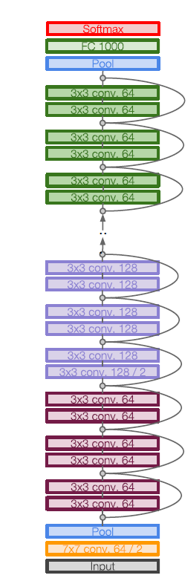 Softmax
FC 1000
Pool
3x3 conv. 64
3x3 conv. 64
3x3 conv. 64
3x3 conv. 64
3x3 conv. 64
3x3 conv. 64
..
3x3 conv. 128
3x3 conv. 128
3x3 conv. 128
3x3 conv. 128
3x3 conv. 128
3x3 conv. 128 / 2
3x3 conv. 64
3x3 conv. 64
3x3 conv. 64
3x3 conv. 64
3x3 conv. 64
3x3 conv. 64
Pool
7x7 conv. 64 / 2
Input